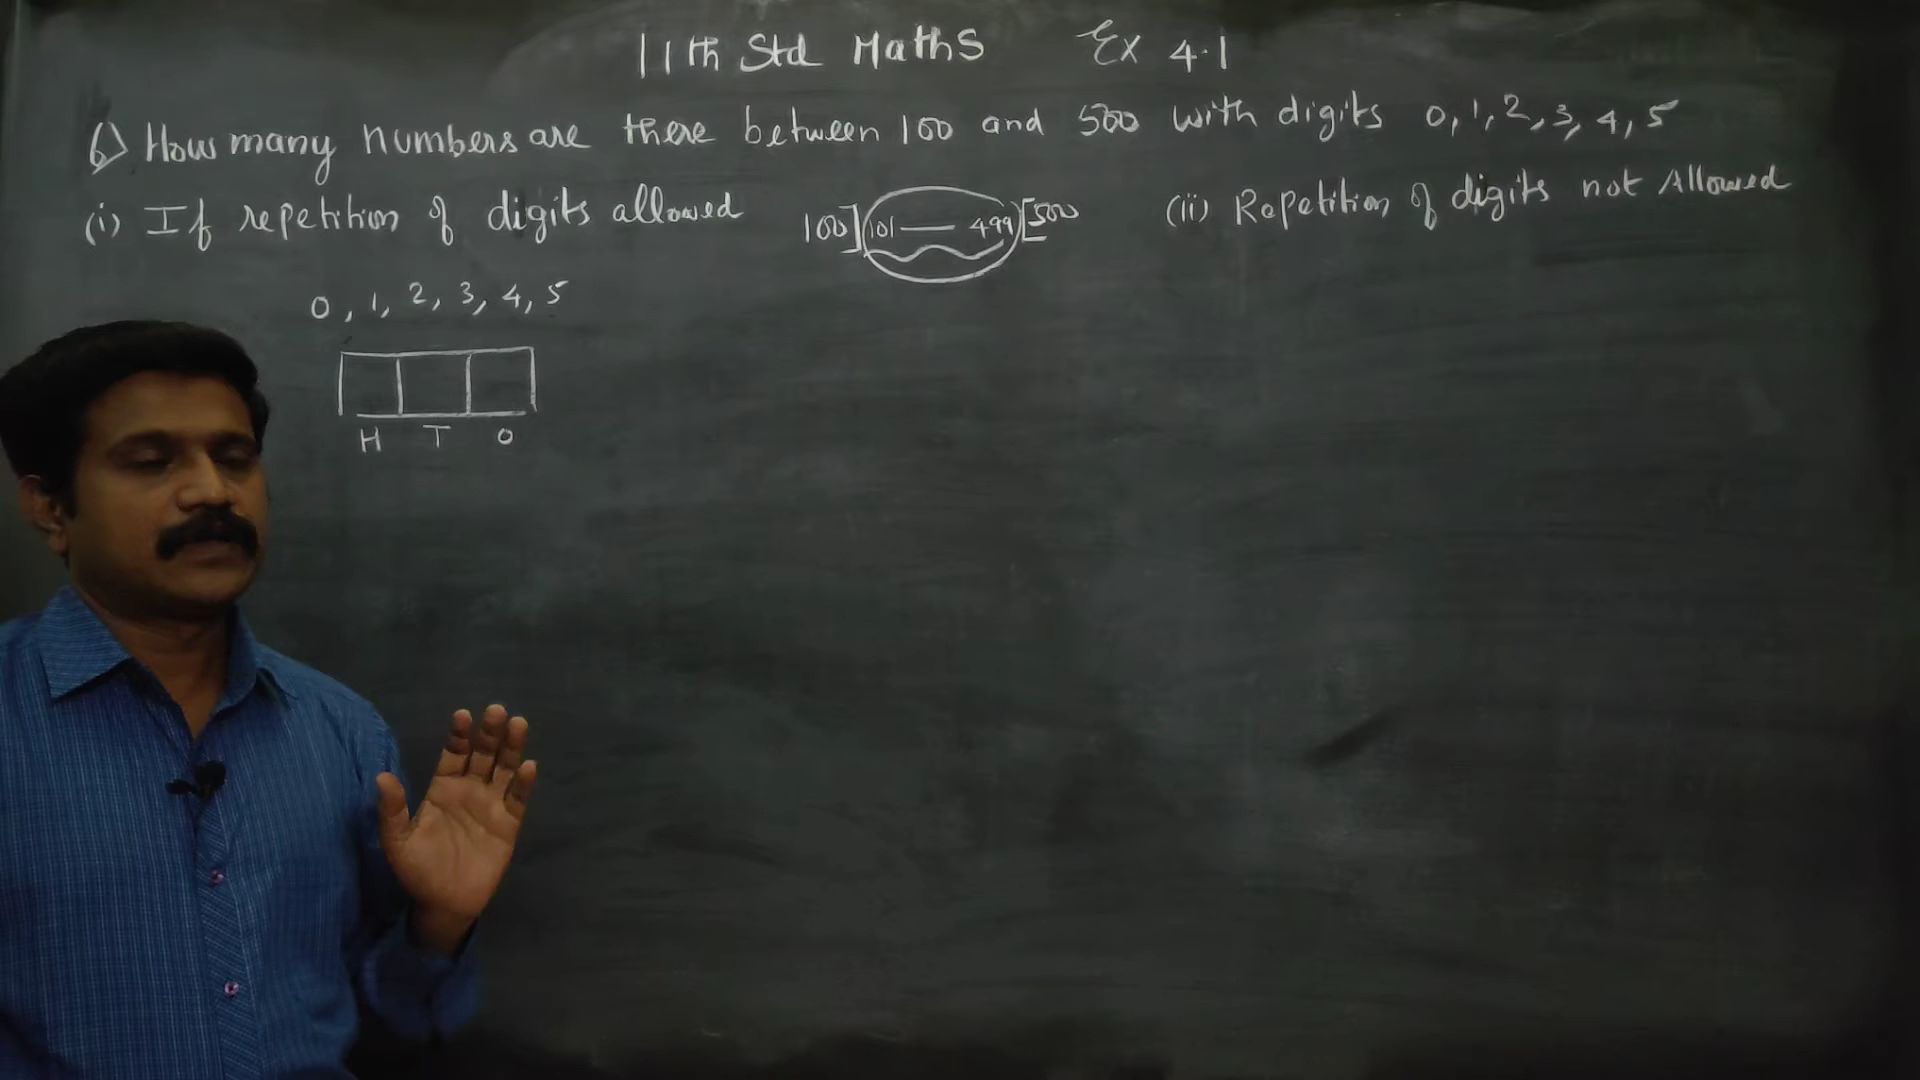 11th Std Maths Ex 4.1
6) How many numbers are there between 100 and 500 with digits 0, 1, 2, 3, 4, 5
(i) If repetition of digits allowed 100] 101 — 499 [500 (ii) Repetition of digits not Allowed
0, 1, 2, 3, 4, 5
H T O